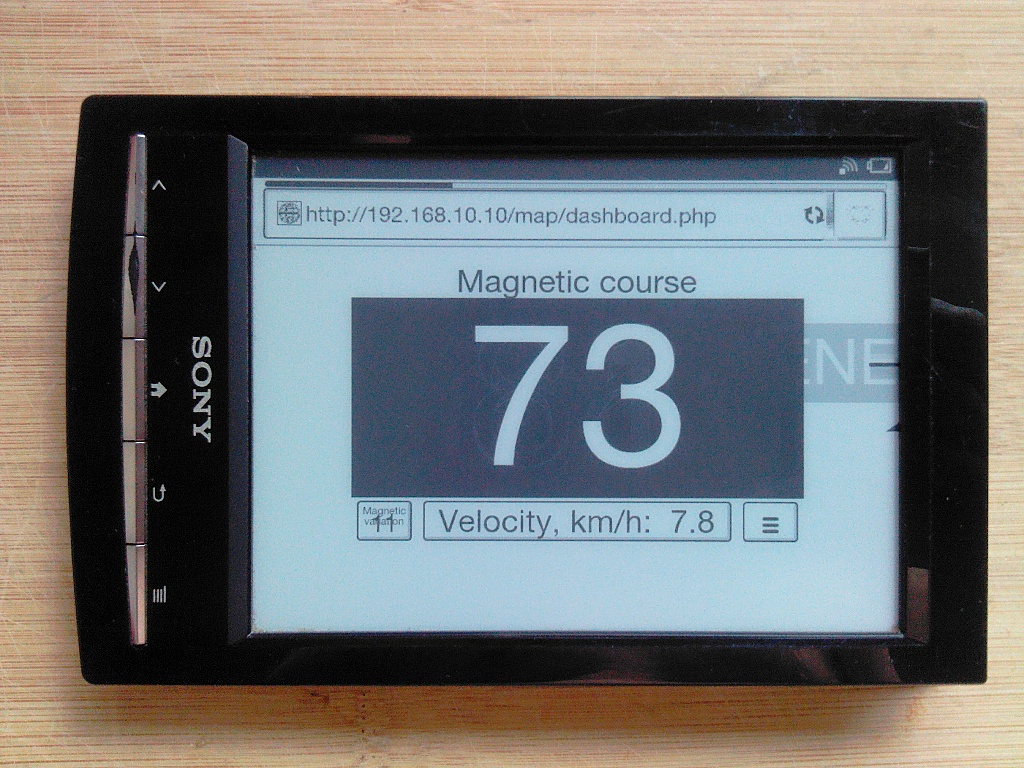 SONY
http://192.168.10.10/map/dashboard.php
Magnetic course
73
ENE
Magnetic
variation
11
Velocity, km/h: 7.8